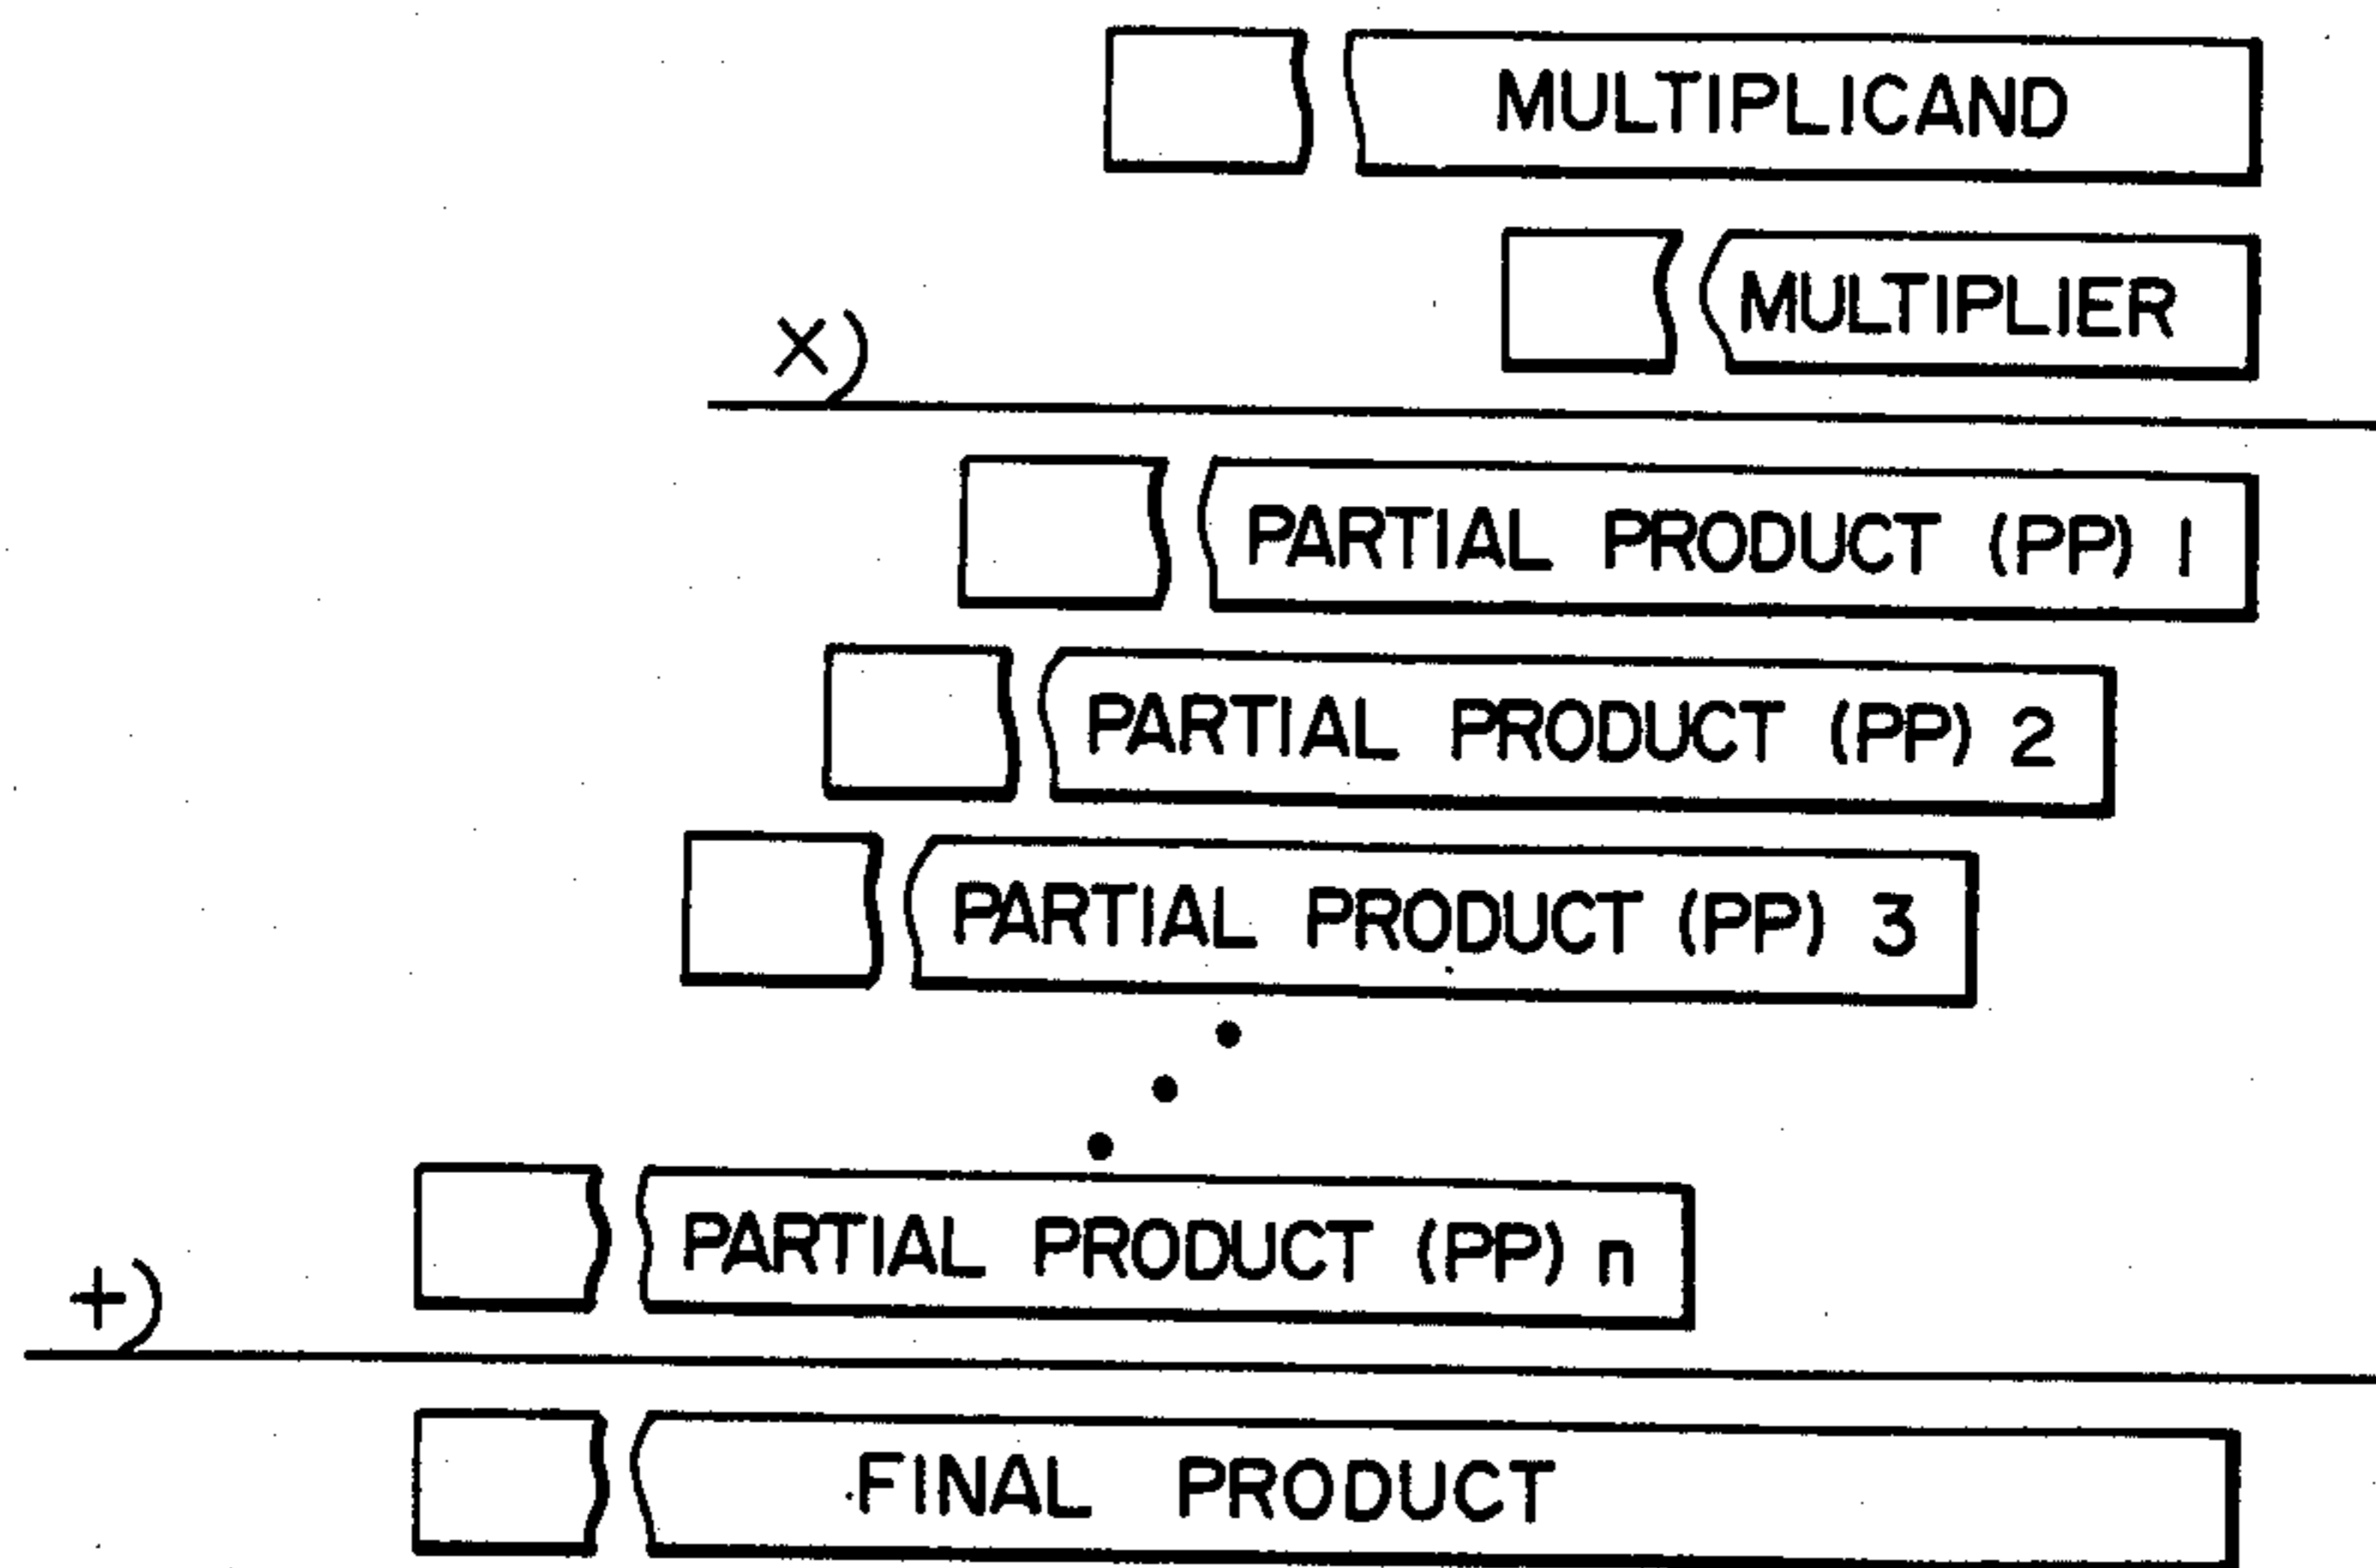 MULTIPLICAND
MULTIPLIER
×)
PARTIAL PRODUCT (PP) 1
PARTIAL PRODUCT (PP) 2
PARTIAL PRODUCT (PP) 3
PARTIAL PRODUCT (PP) n
+)
FINAL PRODUCT